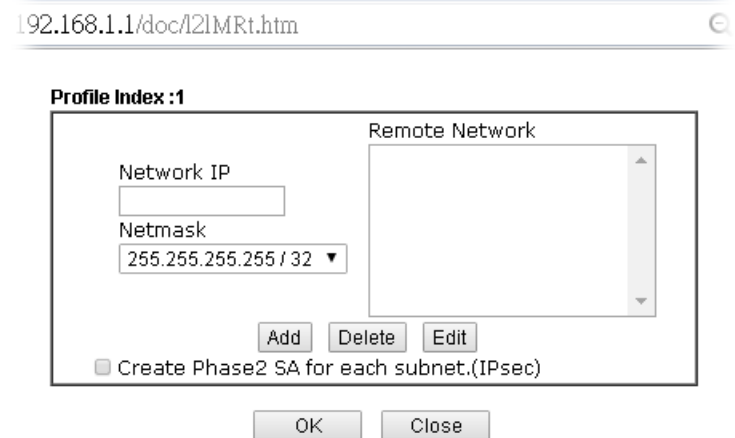 192.168.1.1/doc/l2lMRt.htm
Profile Index :1
Remote Network
Network IP
Netmask
255.255.255.255 / 32
Add Delete Edit
Create Phase2 SA for each subnet.(IPsec)
OK Close